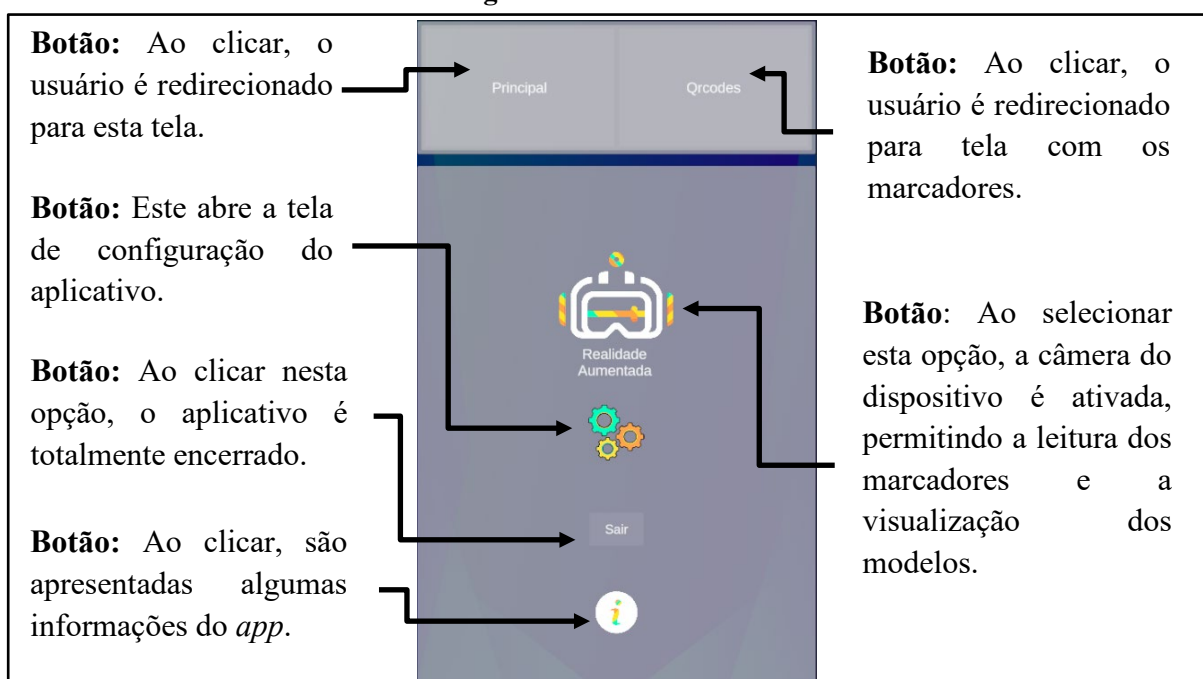 Botão: Ao clicar, o
usuário é redirecionado
para esta tela.
Botão: Este abre a tela
de configuração do
aplicativo.
Botão: Ao clicar nesta
opção, o aplicativo é
totalmente encerrado.
Botão: Ao clicar, são
apresentadas algumas
informações do app.
Principal
Qrcodes
Realidade
Aumentada
Sair
i
Botão: Ao clicar, o
usuário é redirecionado
para tela com os
marcadores.
Botão: Ao selecionar
esta opção, a câmera do
dispositivo é ativada,
permitindo a leitura dos
marcadores e a
visualização dos
modelos.